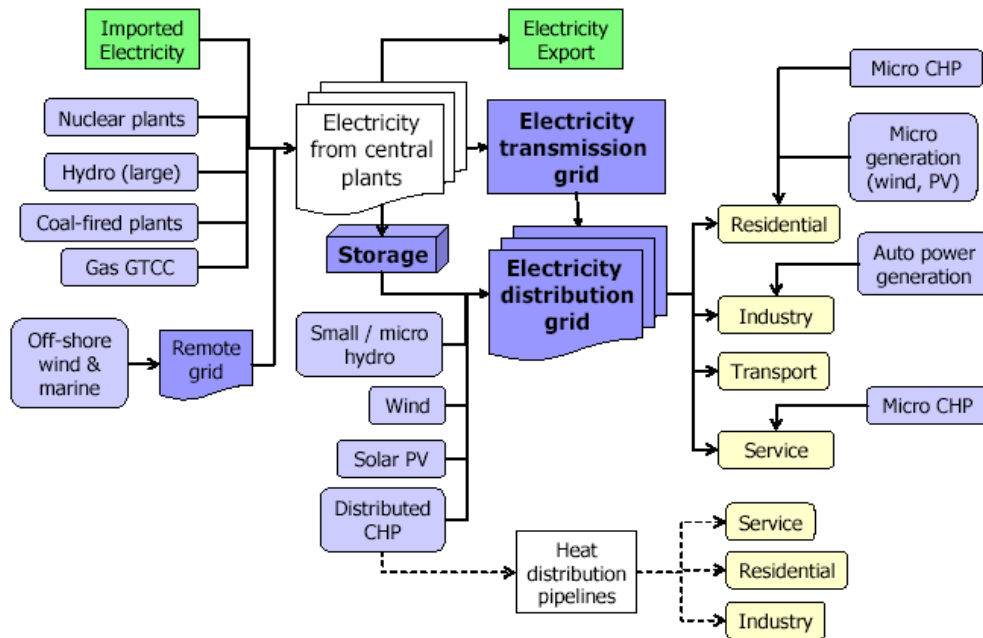 Imported
Electricity
Electricity
Export
Micro CHP
Nuclear plants
Electricity
from central
plants
Electricity
transmission
grid
Micro
generation
(wind, PV)
Hydro (large)
Coal-fired plants
Residential
Gas GTCC
Storage
Electricity
distribution
grid
Auto power
generation
Off-shore
wind &
marine
Remote
grid
Small / micro
hydro
Industry
Transport
Wind
Micro CHP
Solar PV
Service
Distributed
CHP
Heat
distribution
pipelines
Service
Residential
Industry